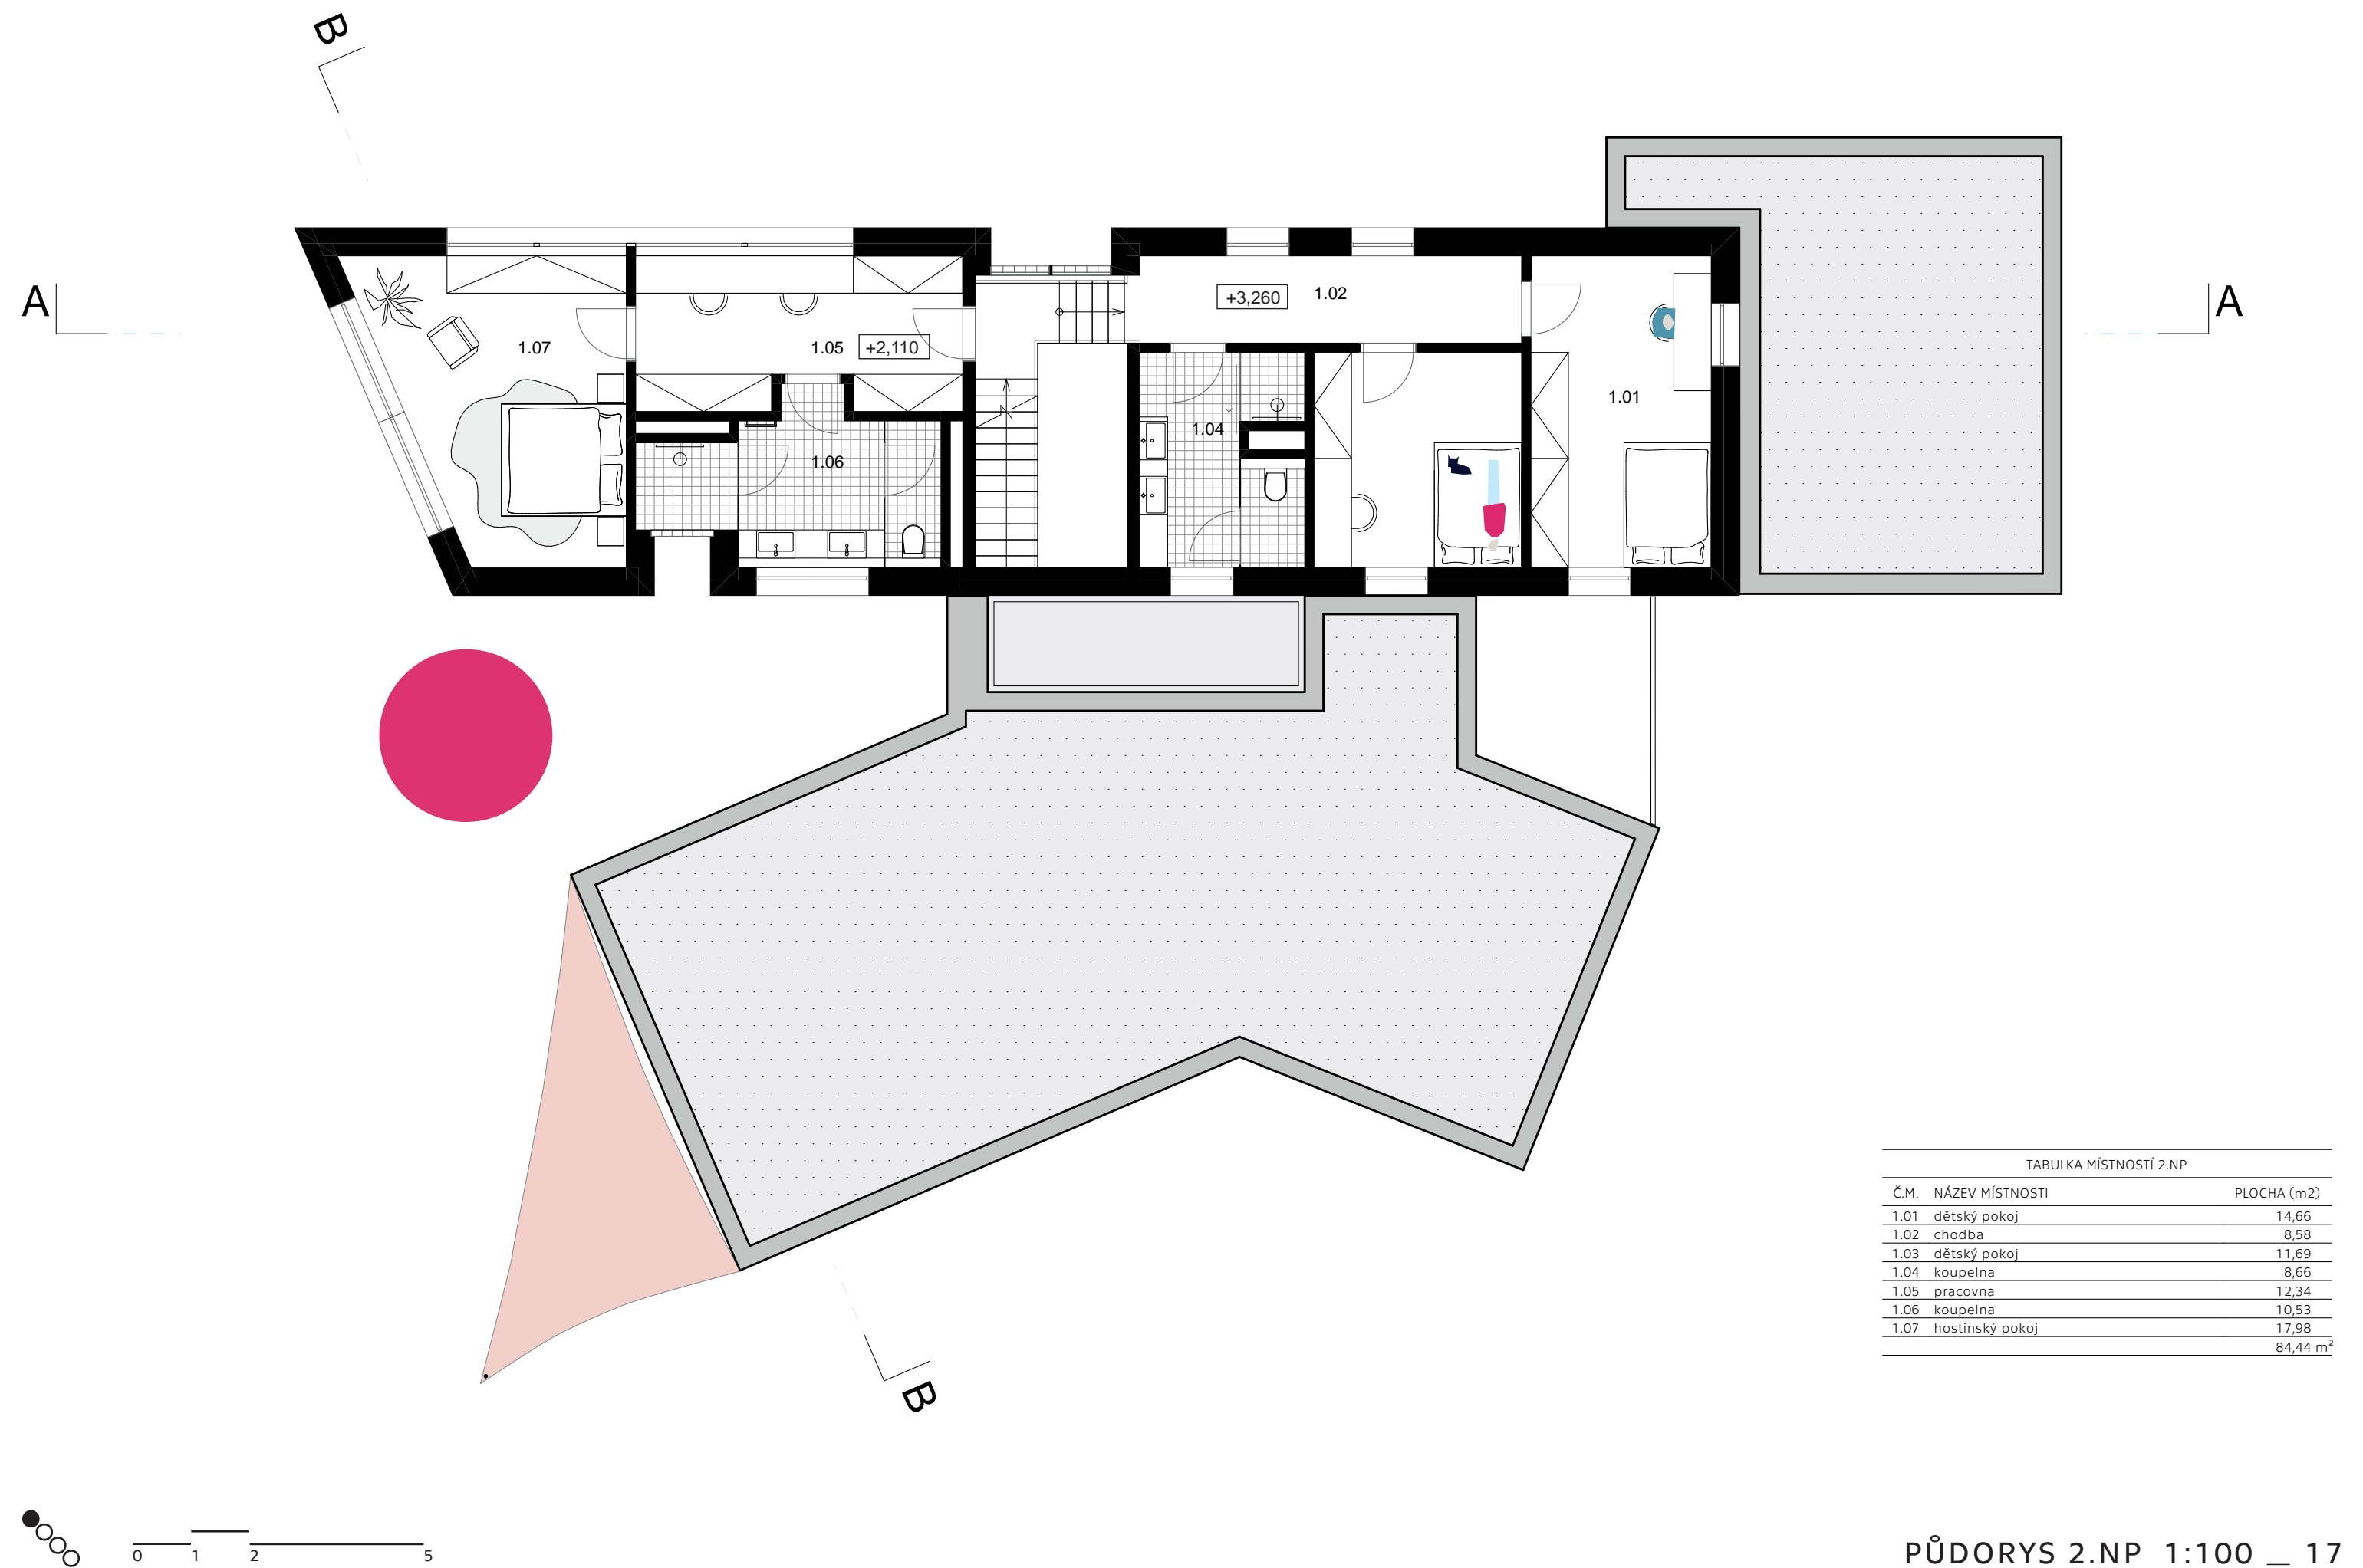 B
A
A
+3,260
1.02
1.07
1.05
+2,110
1.01
1.04
1.06
TABULKA MÍSTNOSTÍ 2.NP
Č.M. NÁZEV MÍSTNOSTI PLOCHA (m2)
1.01 dětský pokoj 14,66
1.02 chodba 8,58
1.03 dětský pokoj 11,69
1.04 koupelna 8,66
1.05 pracovna 12,34
1.06 koupelna 10,53
1.07 hostinský pokoj 17,98
84,44 m²
B
0 1 2 5
PŮDORYS 2.NP 1:100 _ 17